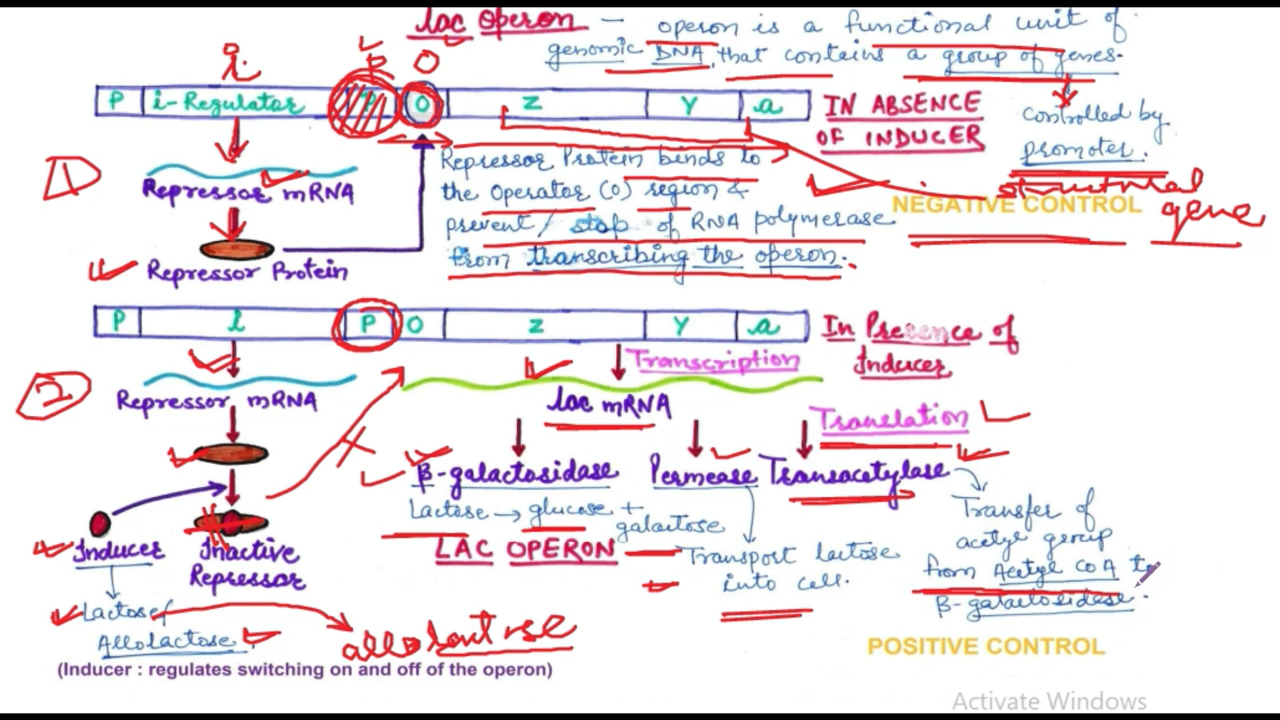 lac Operon – operon is a functional unit of
genomic DNA, that contains a group of genes.
controlled by
promoter.
i P O
P i-Regulator P O Z Y a
IN ABSENCE
OF INDUCER
1
Repressor mRNA
Repressor Protein
Repressor Protein binds to
the Operator (O) region &
prevent / stop of RNA polymerase
from transcribing the operon.
structural
gene
NEGATIVE CONTROL
P i P O Z Y a
In Presence of
Inducer
2
Transcription
Repressor mRNA
lac mRNA
Translation
β-galactosidase Permease Transacetylase
Lactose → glucose +
galactose
LAC OPERON
Transport lactose
into cell.
Transfer of
acetyl group
from Acetyl CoA to
β-galactosidase.
Inducer
Inactive
Repressor
Lactose/
Allolactose
allolactose
POSITIVE CONTROL
(Inducer : regulates switching on and off of the operon)
Activate Windows